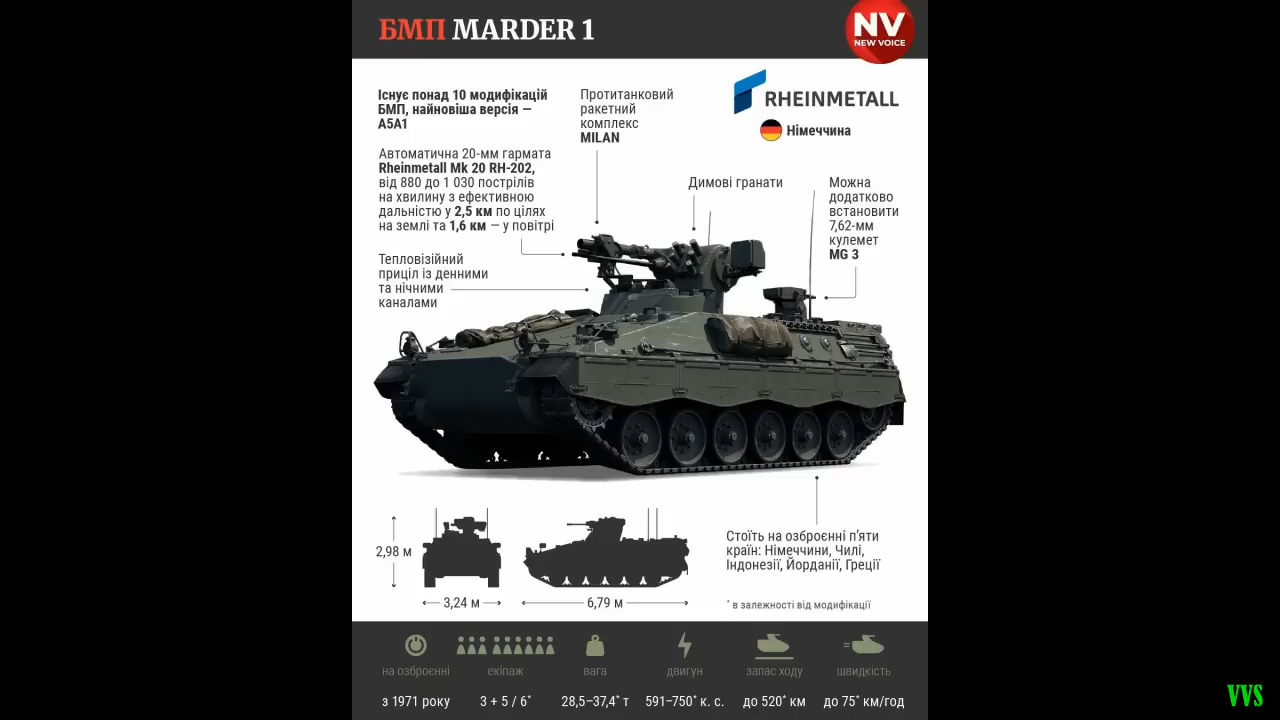 БМП MARDER 1
NV
NEW VOICE
Існує понад 10 модифікацій
БМП, найновіша версія —
A5A1
Автоматична 20-мм гармата
Rheinmetall Mk 20 RH-202,
від 880 до 1 030 пострілів
на хвилину з ефективною
дальністю у 2,5 км по цілях
на землі та 1,6 км — у повітрі
Тепловізійний
приціл із денними
та нічними
каналами
Протитанковий
ракетний
комплекс
MILAN
RHEINMETALL
Німеччина
Димові гранати
Можна
додатково
встановити
7,62-мм
кулемет
MG 3
2,98 м
3,24 м
6,79 м
Стоїть на озброєнні п’яти
країн: Німеччини, Чилі,
Індонезії, Йорданії, Греції
* в залежності від модифікації
на озброєнні
з 1971 року
екіпаж
3 + 5 / 6*
вага
28,5–37,4* т
двигун
591–750* к. с.
запас ходу
до 520* км
швидкість
до 75* км/год
VVS